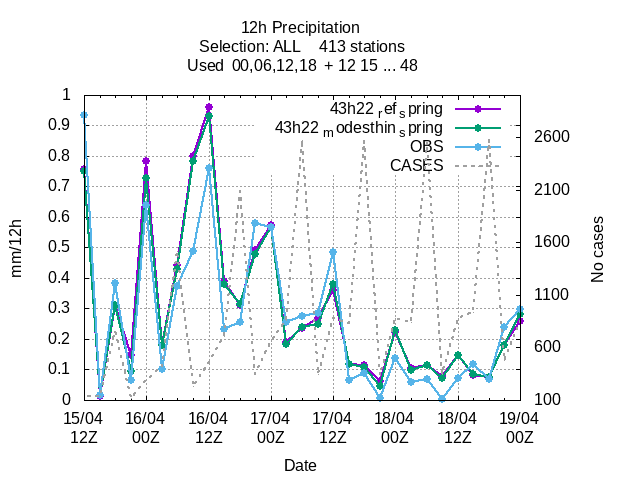 12h Precipitation
Selection: ALL 413 stations
Used 00,06,12,18 + 12 15 ... 48
43h22 ref spring
43h22 modesthin spring
OBS
CASES
1
0.9
0.8
0.7
0.6
0.5
0.4
0.3
0.2
0.1
0
2600
2100
1600
1100
600
100
mm/12h
No cases
15/04 16/04 16/04 17/04 17/04 18/04 18/04 19/04
12Z 00Z 12Z 00Z 12Z 00Z 12Z 00Z
Date